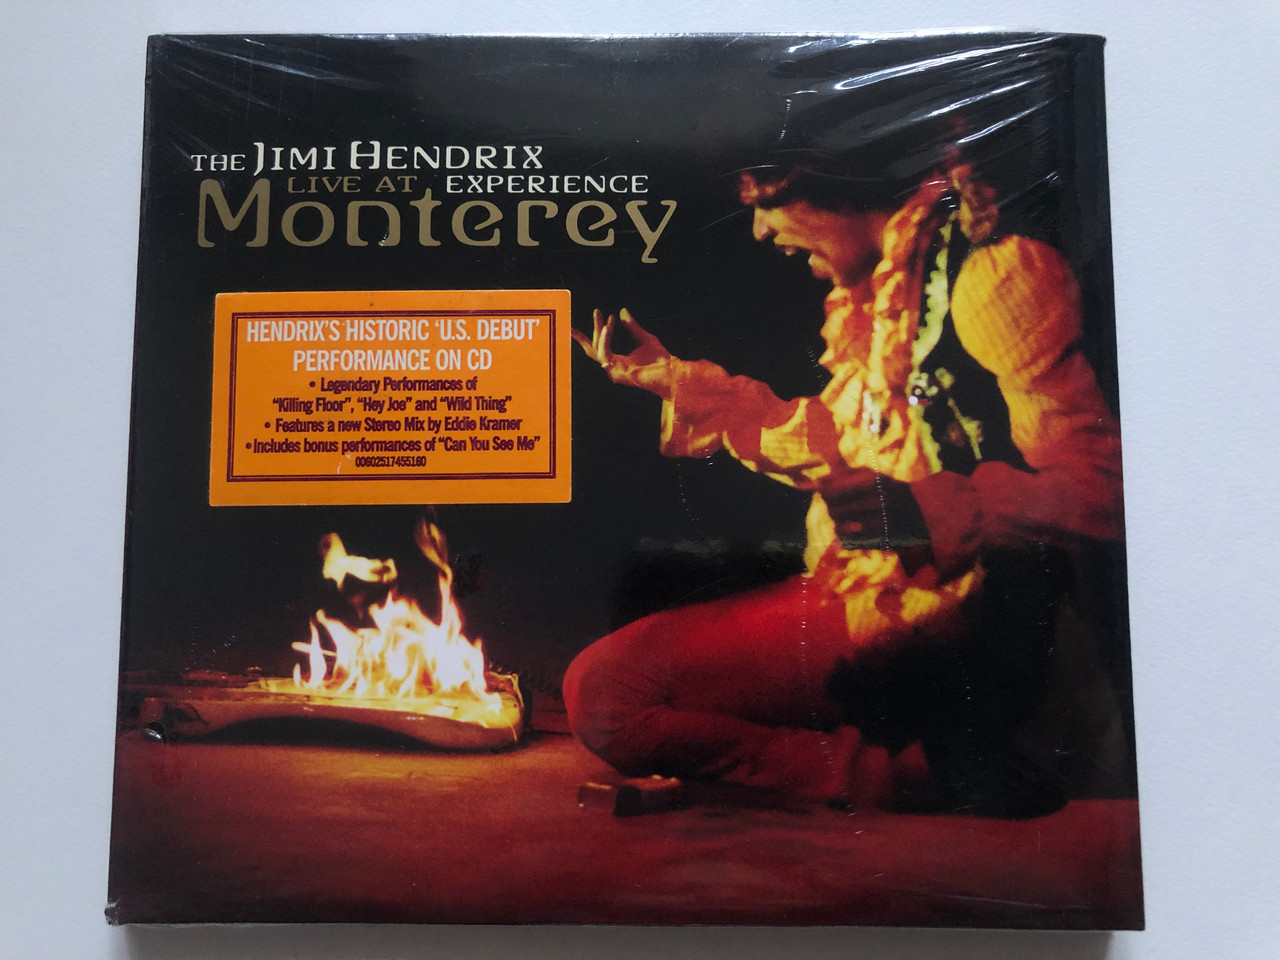 THE JIMI HENDRIX
LIVE AT EXPERIENCE
Monterey
HENDRIX'S HISTORIC 'U.S. DEBUT'
PERFORMANCE ON CD
• Legendary Performances of
"Killing Floor", "Hey Joe" and "Wild Thing"
• Features a new Stereo Mix by Eddie Kramer
• Includes bonus performances of "Can You See Me"
00602517455160